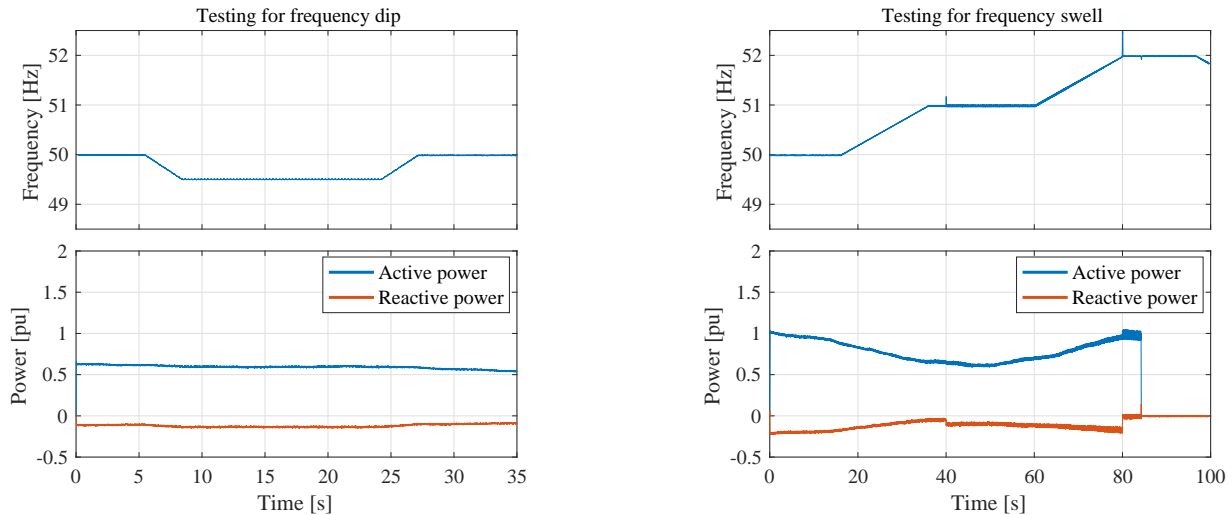 Testing for frequency dip
52
51
50
49
Frequency [Hz]
2
1.5
1
0.5
0
-0.5
Power [pu]
Active power
Reactive power
0 5 10 15 20 25 30 35
Time [s]
Testing for frequency swell
52
51
50
49
Frequency [Hz]
2
1.5
1
0.5
0
-0.5
Power [pu]
Active power
Reactive power
0 20 40 60 80 100
Time [s]